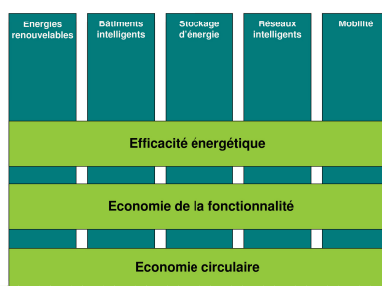 Energies
renouvelables
Bâtiments
intelligents
Stockage
d'énergie
Réseaux
intelligents
Mobilité
Efficacité énergétique
Economie de la fonctionnalité
Economie circulaire